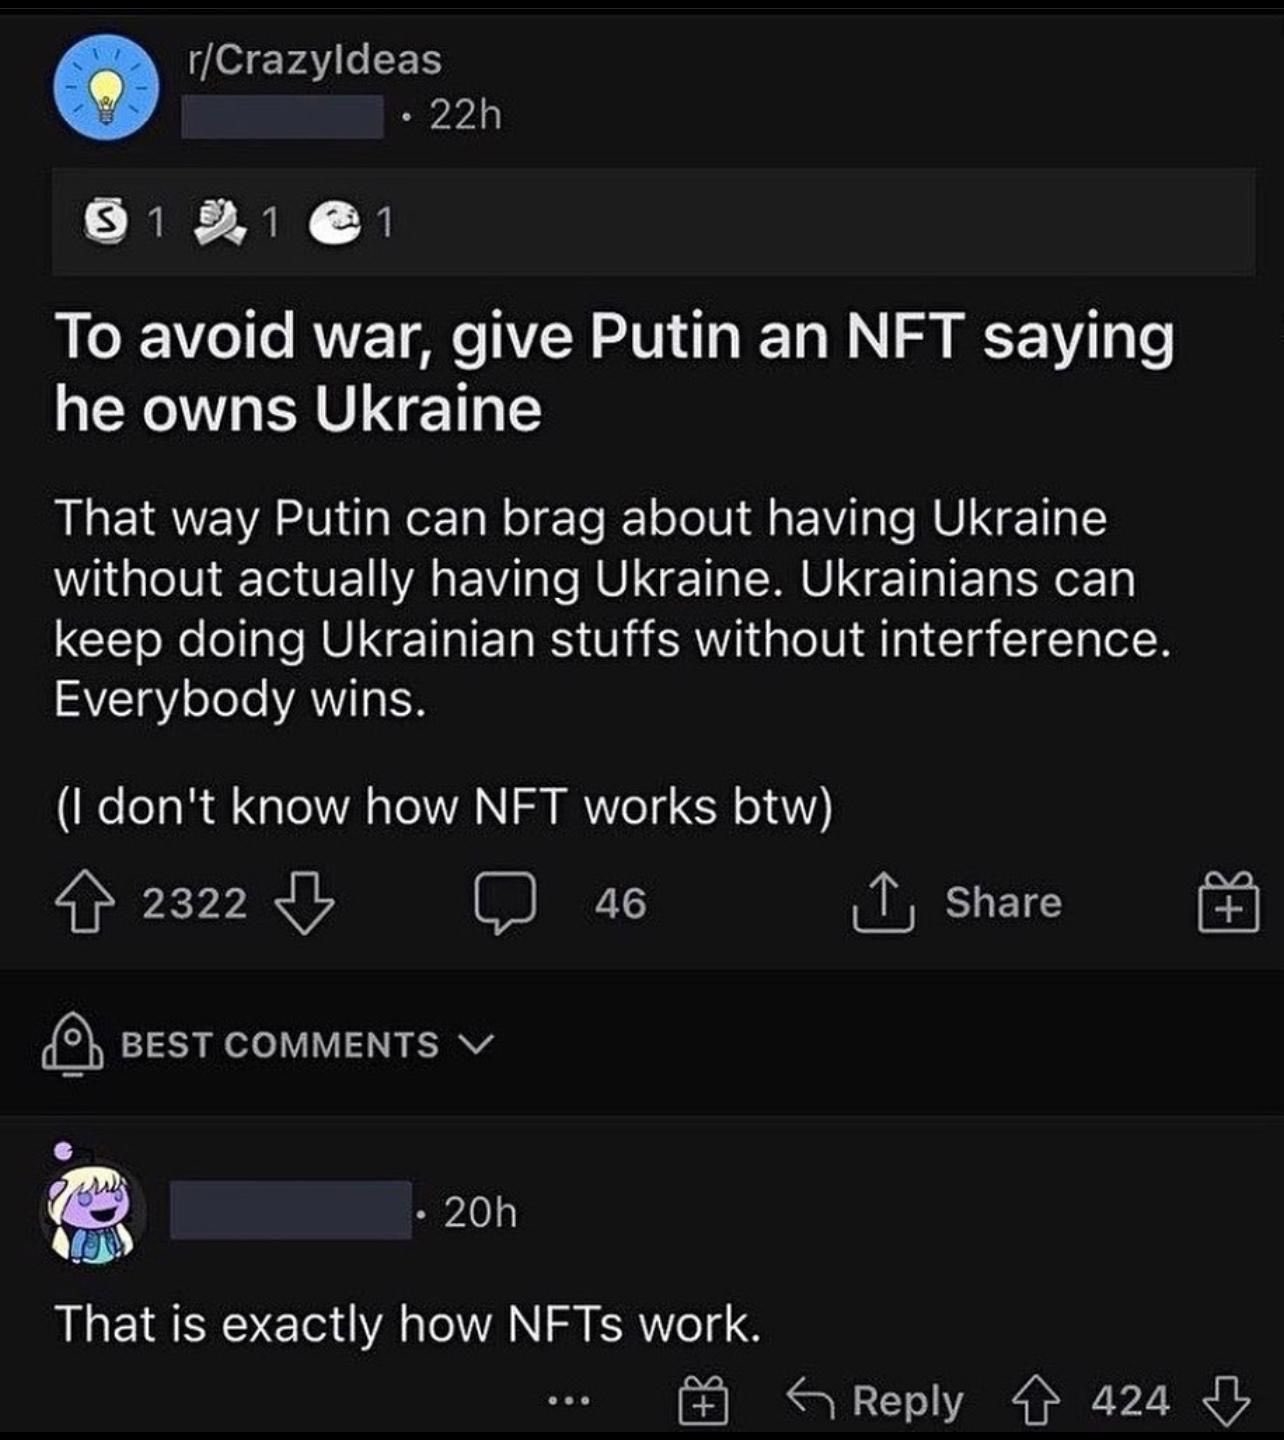 r/CrazyIdeas
• 22h
S 1 1 1
To avoid war, give Putin an NFT saying
he owns Ukraine
That way Putin can brag about having Ukraine
without actually having Ukraine. Ukrainians can
keep doing Ukrainian stuffs without interference.
Everybody wins.
(I don't know how NFT works btw)
2322 46 Share
BEST COMMENTS
• 20h
That is exactly how NFTs work.
... Reply 424